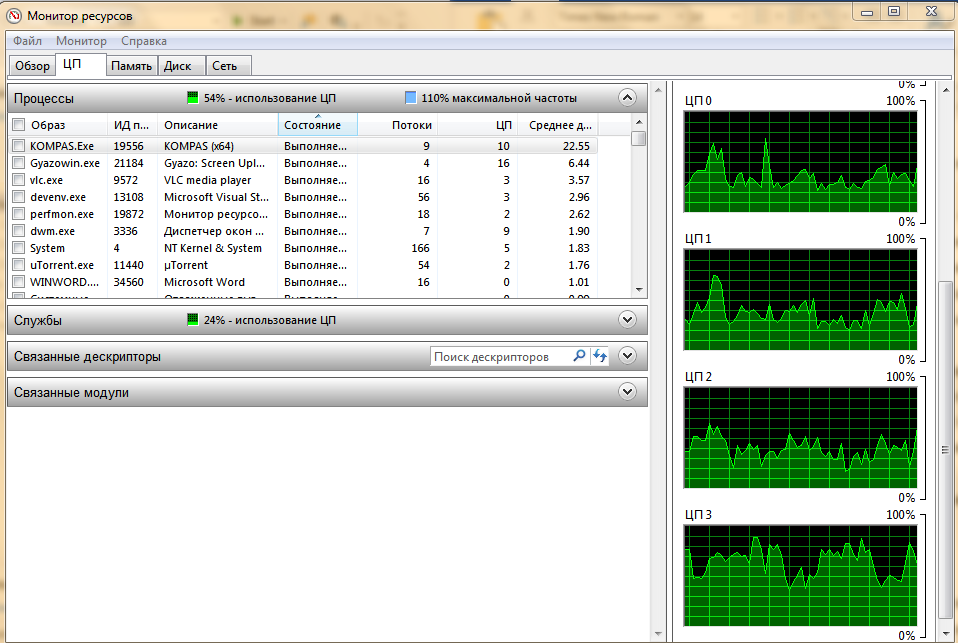 Монитор ресурсов
Файл Монитор Справка
Обзор ЦП Память Диск Сеть
Процессы 54% - использование ЦП 110% максимальной частоты
Образ ИД п... Описание Состояние Потоки ЦП Среднее д...
KOMPAS.Exe 19556 KOMPAS (x64) Выполняе... 9 10 22.55
Gyazowin.exe 21184 Gyazo: Screen Upl... Выполняе... 4 16 6.44
vlc.exe 9572 VLC media player Выполняе... 16 3 3.57
devenv.exe 13108 Microsoft Visual St... Выполняе... 56 3 2.96
perfmon.exe 19872 Монитор ресурсо... Выполняе... 18 2 2.62
dwm.exe 3336 Диспетчер окон ... Выполняе... 7 9 1.90
System 4 NT Kernel & System Выполняе... 166 5 1.83
uTorrent.exe 11440 µTorrent Выполняе... 54 2 1.76
WINWORD.... 34560 Microsoft Word Выполняе... 16 0 1.01
Службы 24% - использование ЦП
Связанные дескрипторы Поиск дескрипторов
Связанные модули
0%
ЦП 0 100%
0%
ЦП 1 100%
0%
ЦП 2 100%
0%
ЦП 3 100%
0%